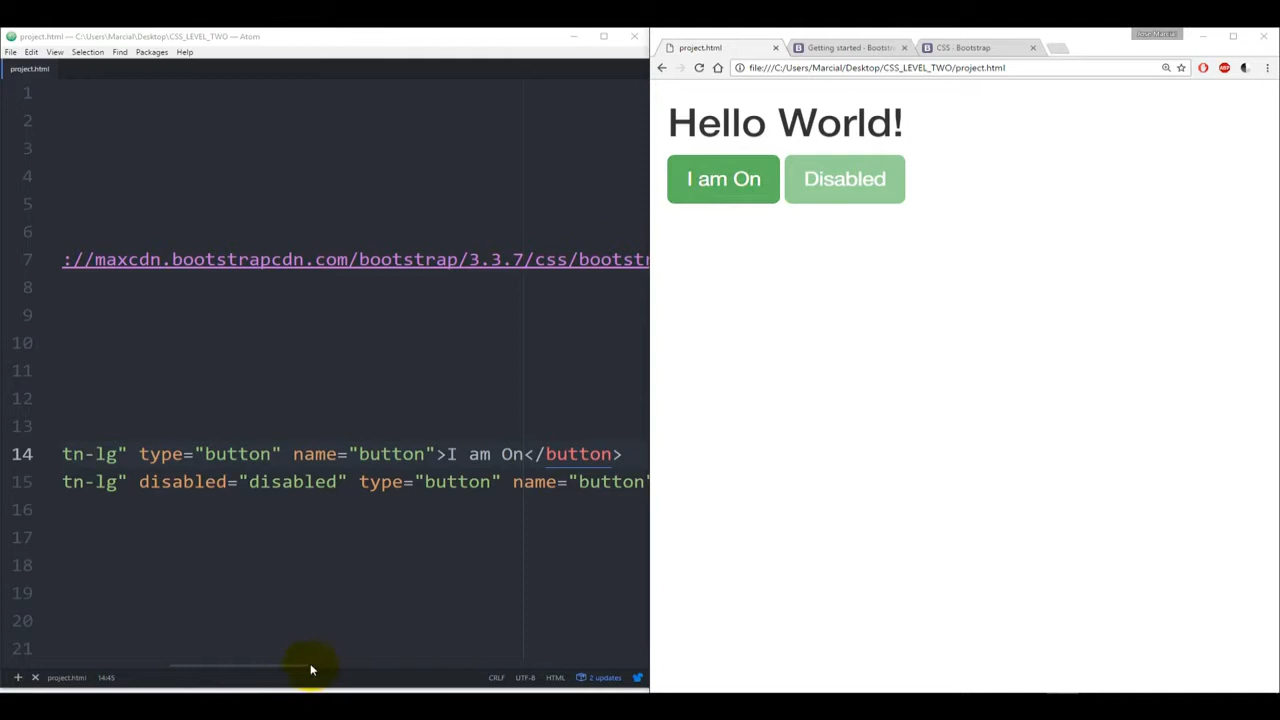 project.html — C:\Users\Marcial\Desktop\CSS_LEVEL_TWO — Atom
File Edit View Selection Find Packages Help
project.html
1
2
3
4
5
6
7 ://maxcdn.bootstrapcdn.com/bootstrap/3.3.7/css/bootstr
8
9
10
11
12
13
14 tn-lg" type="button" name="button">I am On</button>
15 tn-lg" disabled="disabled" type="button" name="button"
16
17
18
19
20
21
project.html 14:45 CRLF UTF-8 HTML 2 updates
Jose Marcial
project.html Getting started · Bootstr CSS · Bootstrap
file:///C:/Users/Marcial/Desktop/CSS_LEVEL_TWO/project.html
ABP
Hello World!
I am On Disabled